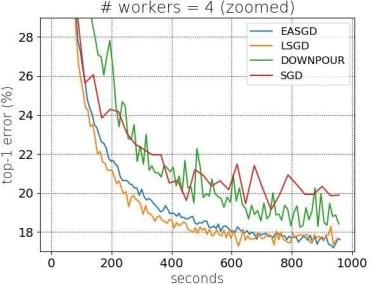 # workers = 4 (zoomed)
top-1 error (%)
28
26
24
22
20
18
EASGD
LSGD
DOWNPOUR
SGD
0 200 400 600 800 1000
seconds